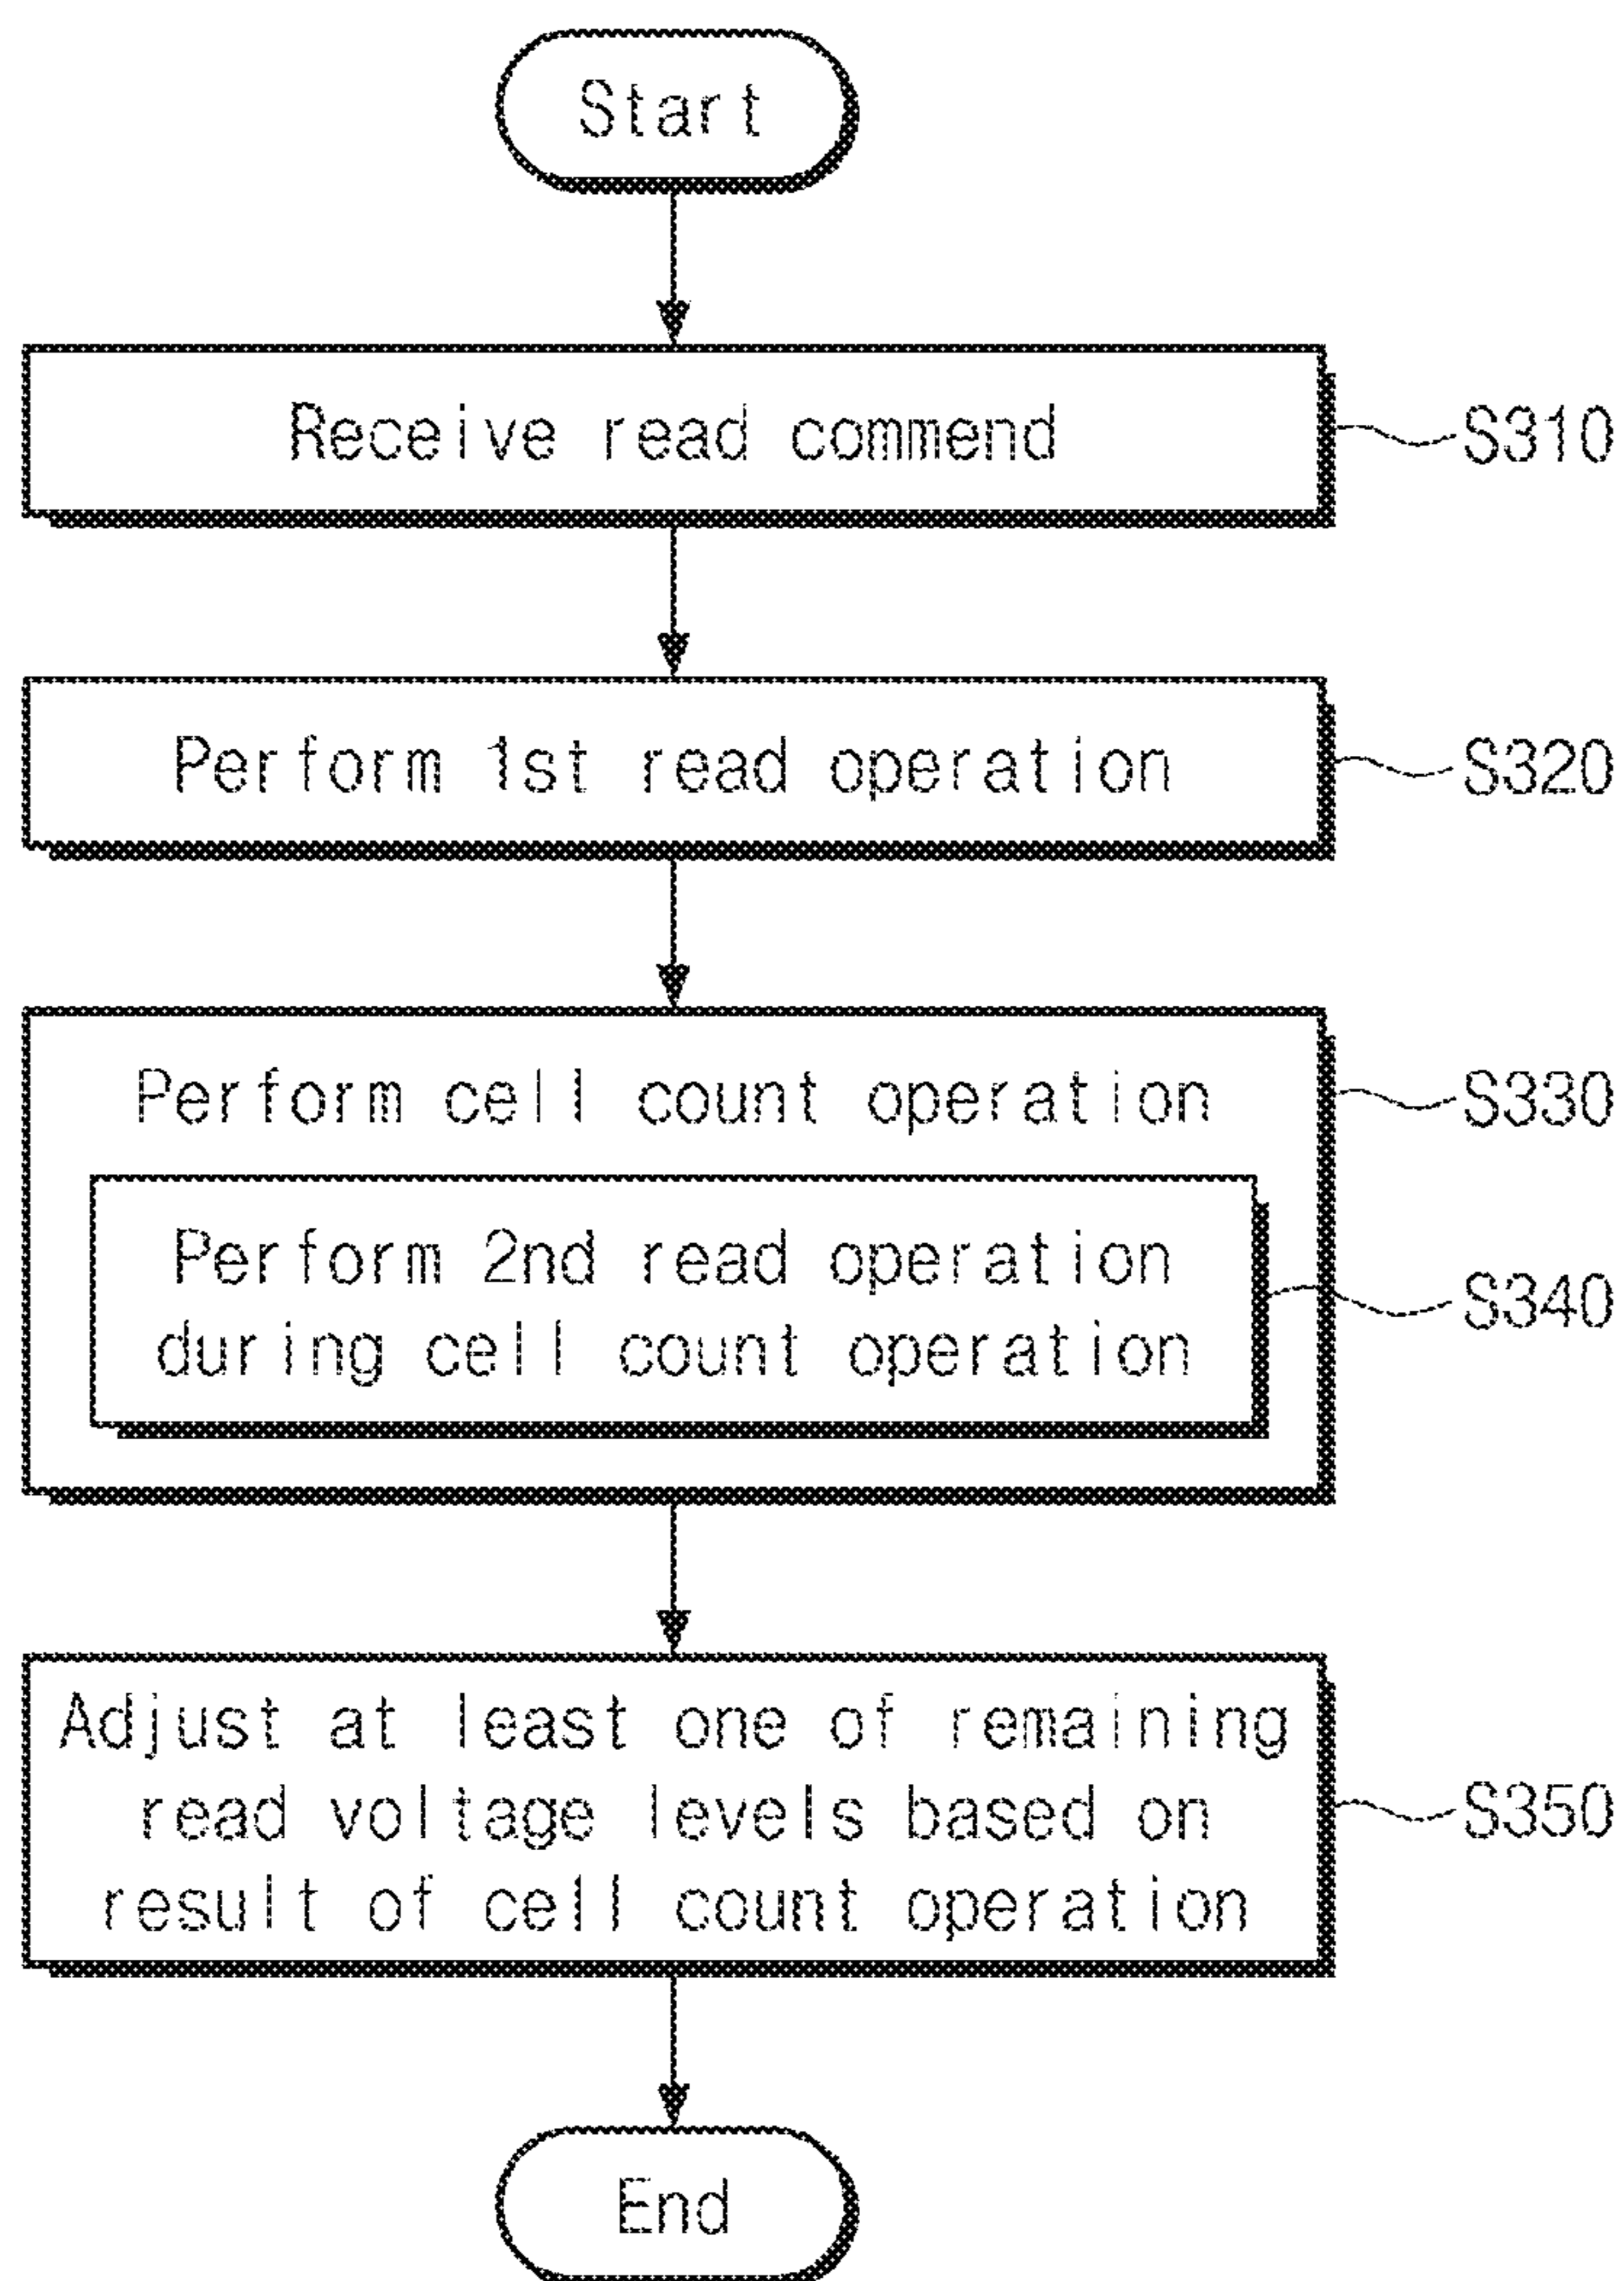 Start
Receive read commend
S310
Perform 1st read operation
S320
Perform cell count operation
S330
Perform 2nd read operation
during cell count operation
S340
Adjust at least one of remaining
read voltage levels based on
result of cell count operation
S350
End